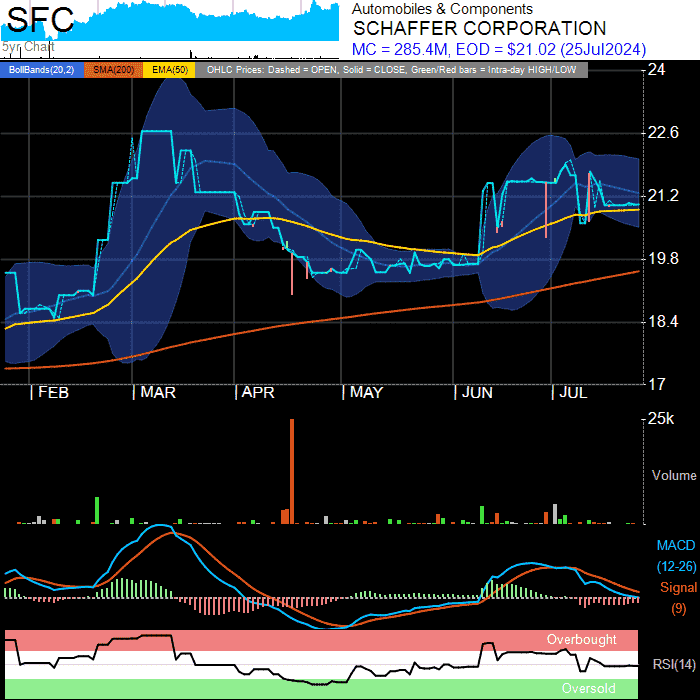 SFC
Automobiles & Components
SCHAFFER CORPORATION
5yr Chart
MC = 285.4M, EOD = $21.02 (25Jul2024)
BollBands(20,2) SMA(200) EMA(50) OHLC Prices: Dashed = OPEN, Solid = CLOSE, Green/Red bars = Intra-day HIGH/LOW
24
22.6
21.2
19.8
18.4
17
FEB MAR APR MAY JUN JUL
25k
Volume
MACD
(12-26)
Signal
(9)
Overbought
RSI(14)
Oversold